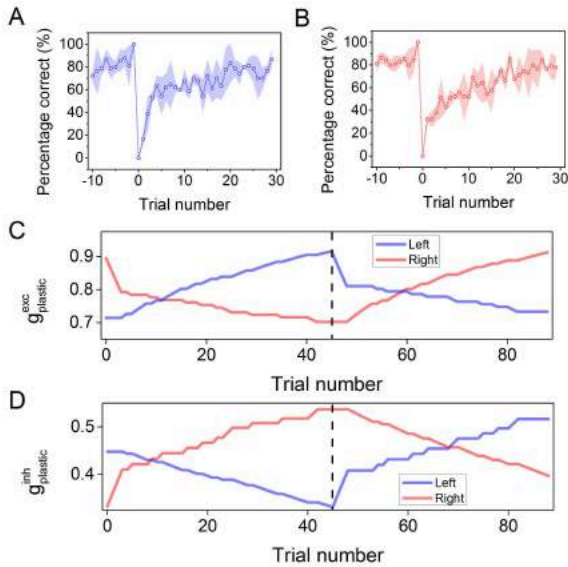 A
B
Percentage correct (%)
100
80
60
40
20
0
-10 0 10 20 30
Trial number
Percentage correct (%)
100
80
60
40
20
0
-10 0 10 20 30
Trial number
C
g exc plastic
0.9
0.8
0.7
Left
Right
0 20 40 60 80
Trial number
D
g inh plastic
0.5
0.4
Left
Right
0 20 40 60 80
Trial number